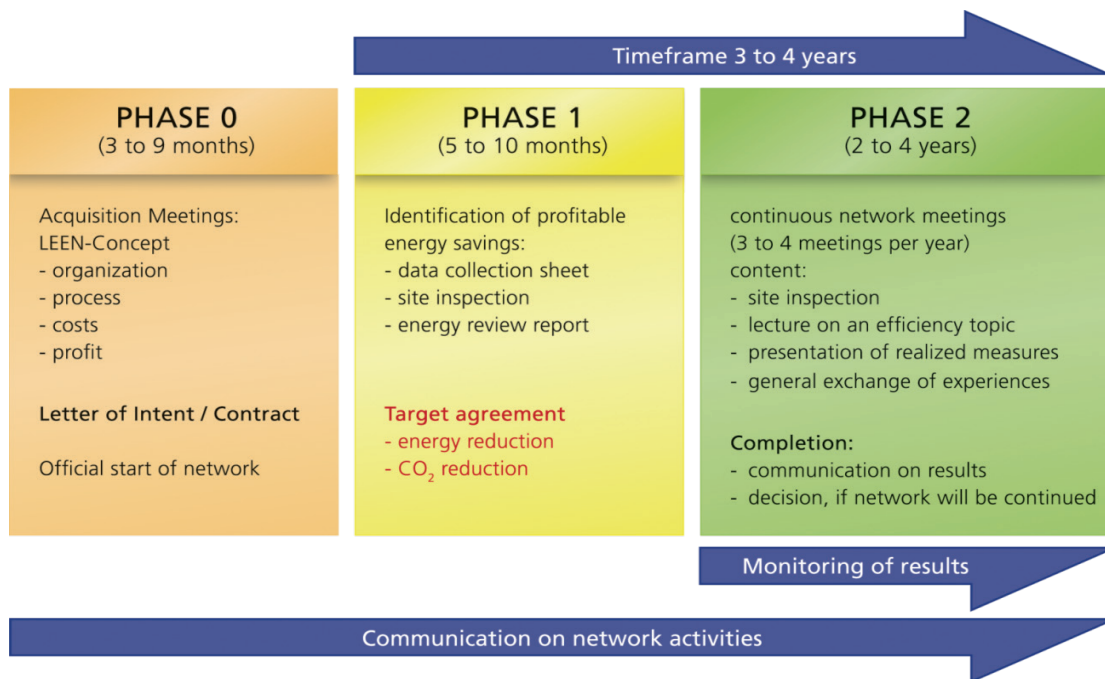 Timeframe 3 to 4 years
PHASE 0
(3 to 9 months)
Acquisition Meetings:
LEEN-Concept
- organization
- process
- costs
- profit
Letter of Intent / Contract
Official start of network
PHASE 1
(5 to 10 months)
Identification of profitable
energy savings:
- data collection sheet
- site inspection
- energy review report
Target agreement
- energy reduction
- CO₂ reduction
PHASE 2
(2 to 4 years)
continuous network meetings
(3 to 4 meetings per year)
content:
- site inspection
- lecture on an efficiency topic
- presentation of realized measures
- general exchange of experiences
Completion:
- communication on results
- decision, if network will be continued
Monitoring of results
Communication on network activities